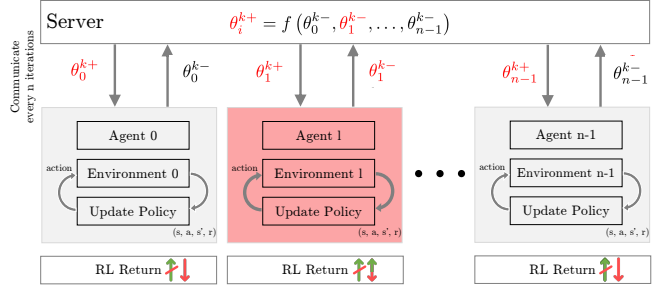 Server
θ_i^{k+} = f (θ_0^{k−}, θ_1^{k−}, . . . , θ_{n−1}^{k−})
Communicate
every n iterations
θ_0^{k+}
θ_0^{k−}
θ_1^{k+}
θ_1^{k−}
θ_{n−1}^{k+}
θ_{n−1}^{k−}
Agent 0
action
Environment 0
Update Policy
(s, a, s', r)
RL Return
Agent l
action
Environment l
Update Policy
(s, a, s', r)
RL Return
• • •
Agent n-1
action
Environment n-1
Update Policy
(s, a, s', r)
RL Return